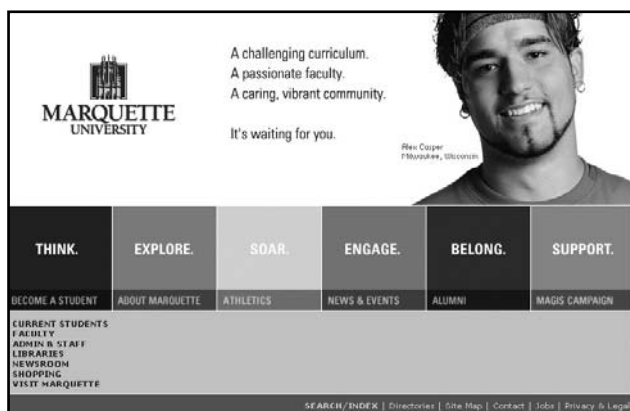 MARQUETTE
UNIVERSITY
A challenging curriculum.
A passionate faculty.
A caring, vibrant community.
It's waiting for you.
Alex Casper
Milwaukee, Wisconsin
THINK. EXPLORE. SOAR. ENGAGE. BELONG. SUPPORT.
BECOME A STUDENT ABOUT MARQUETTE ATHLETICS NEWS & EVENTS ALUMNI MAGIS CAMPAIGN
CURRENT STUDENTS
FACULTY
ADMIN & STAFF
LIBRARIES
NEWSROOM
SHOPPING
VISIT MARQUETTE
SEARCH/INDEX | Directories | Site Map | Contact | Jobs | Privacy & Legal